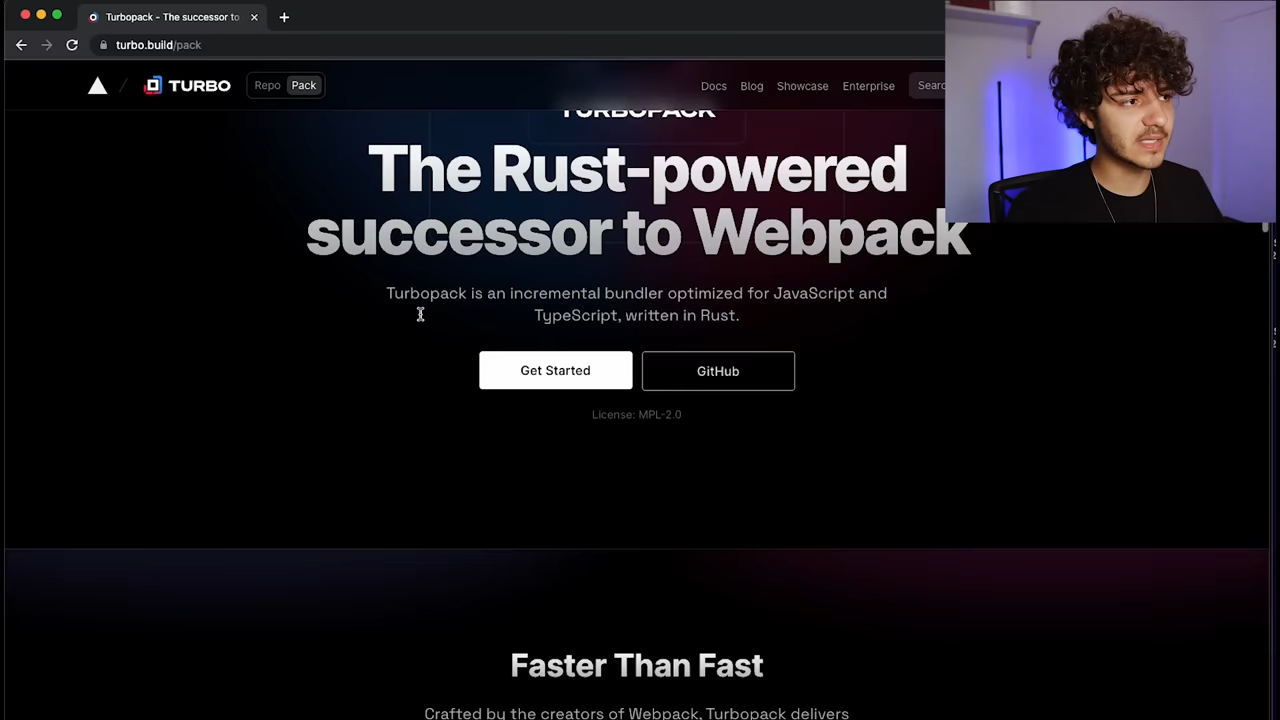 Turbopack - The successor to
turbo.build/pack
TURBO
Repo
Pack
Docs
Blog
Showcase
Enterprise
TURBOPACK
The Rust-powered
successor to Webpack
Turbopack is an incremental bundler optimized for JavaScript and
TypeScript, written in Rust.
Get Started
GitHub
License: MPL-2.0
Faster Than Fast
Crafted by the creators of Webpack, Turbopack delivers